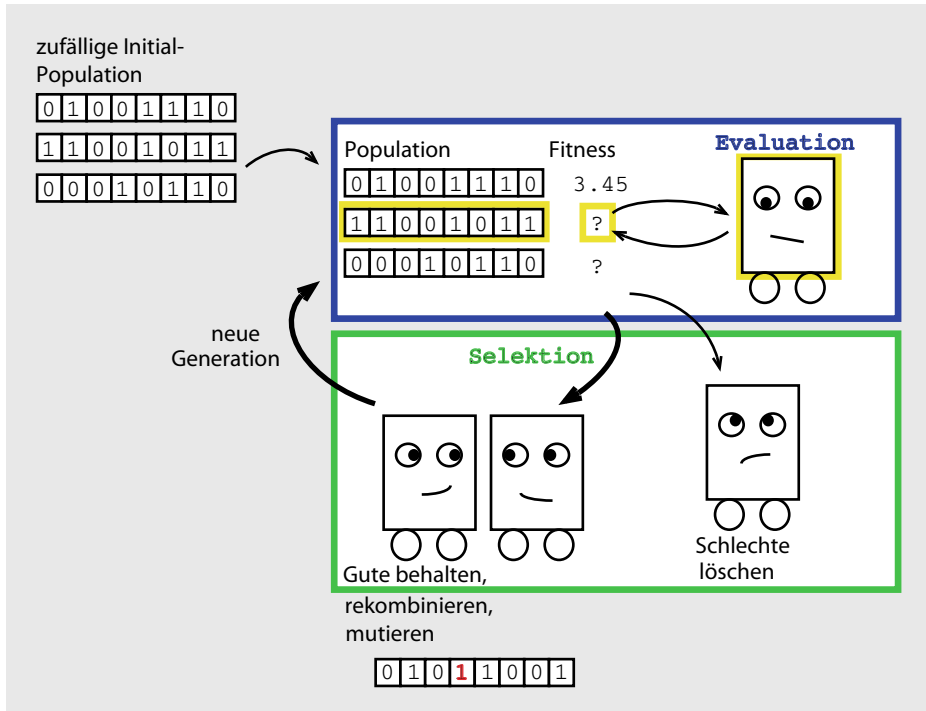 zufällige Initial-
Population
0 1 0 0 1 1 1 0
1 1 0 0 1 0 1 1
0 0 0 1 0 1 1 0
Evaluation
Population Fitness
0 1 0 0 1 1 1 0 3.45
1 1 0 0 1 0 1 1 ?
0 0 0 1 0 1 1 0 ?
neue
Generation
Selektion
Gute behalten,
rekombinieren,
mutieren
Schlechte
löschen
0 1 0 1 1 0 0 1